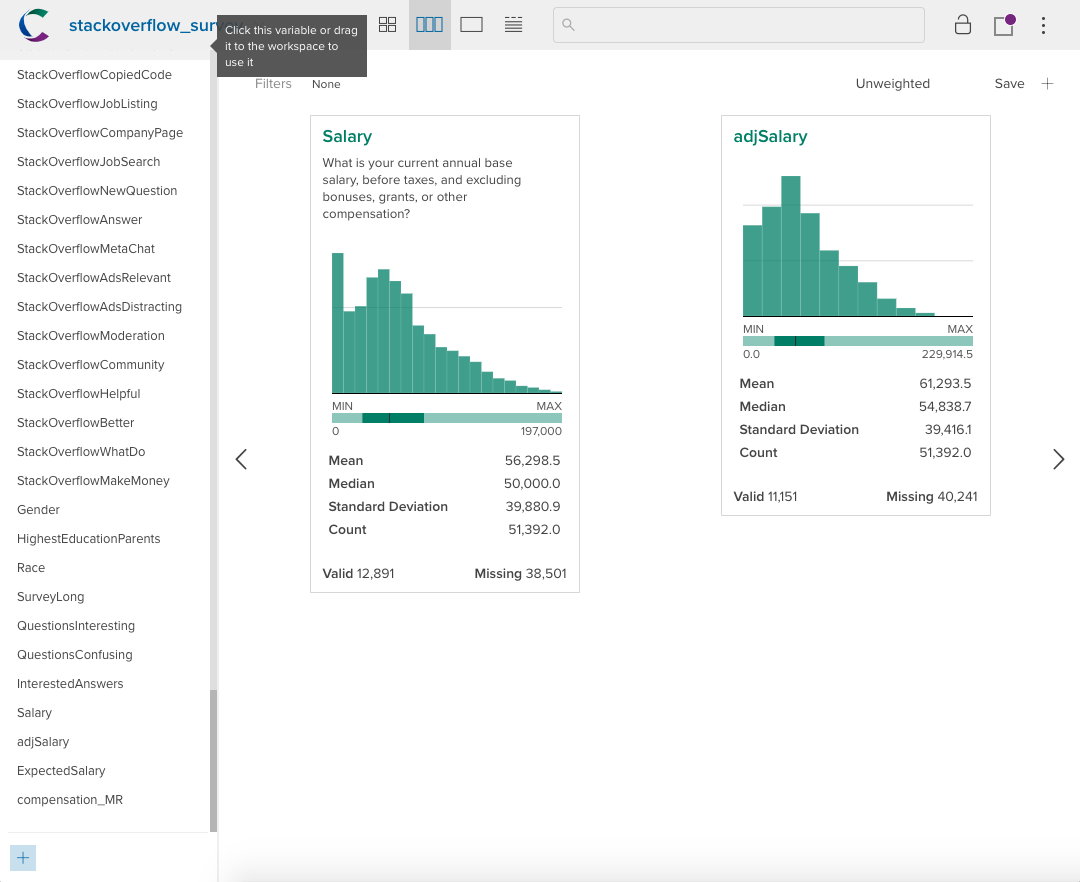 stackoverflow_surv
Click this variable or drag
it to the workspace to
use it
StackOverflowCopiedCode
StackOverflowJobListing
StackOverflowCompanyPage
StackOverflowJobSearch
StackOverflowNewQuestion
StackOverflowAnswer
StackOverflowMetaChat
StackOverflowAdsRelevant
StackOverflowAdsDistracting
StackOverflowModeration
StackOverflowCommunity
StackOverflowHelpful
StackOverflowBetter
StackOverflowWhatDo
StackOverflowMakeMoney
Gender
HighestEducationParents
Race
SurveyLong
QuestionsInteresting
QuestionsConfusing
InterestedAnswers
Salary
adjSalary
ExpectedSalary
compensation_MR
Filters None
Unweighted
Save
Salary
What is your current annual base
salary, before taxes, and excluding
bonuses, grants, or other
compensation?
MIN MAX
0 197,000
Mean 56,298.5
Median 50,000.0
Standard Deviation 39,880.9
Count 51,392.0
Valid 12,891 Missing 38,501
adjSalary
MIN MAX
0.0 229,914.5
Mean 61,293.5
Median 54,838.7
Standard Deviation 39,416.1
Count 51,392.0
Valid 11,151 Missing 40,241